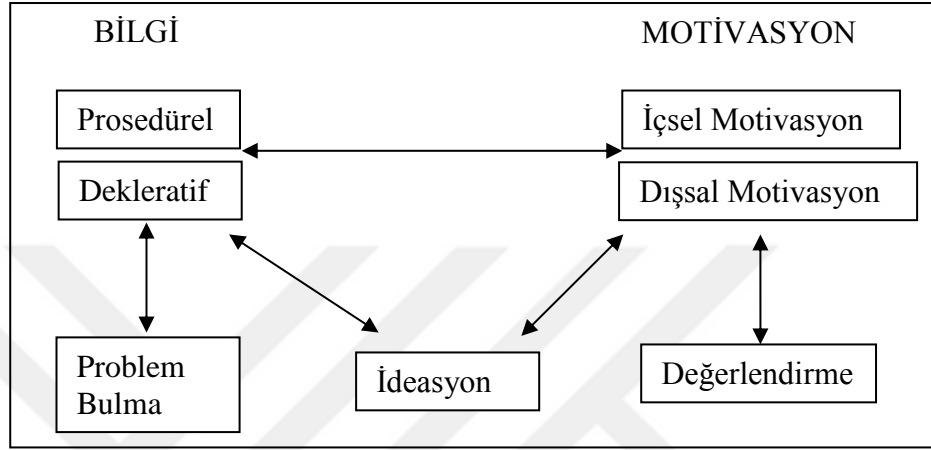 BİLGİ
MOTİVASYON
Prosedürel
İçsel Motivasyon
Dekleratif
Dışsal Motivasyon
Problem
Bulma
İdeasyon
Değerlendirme